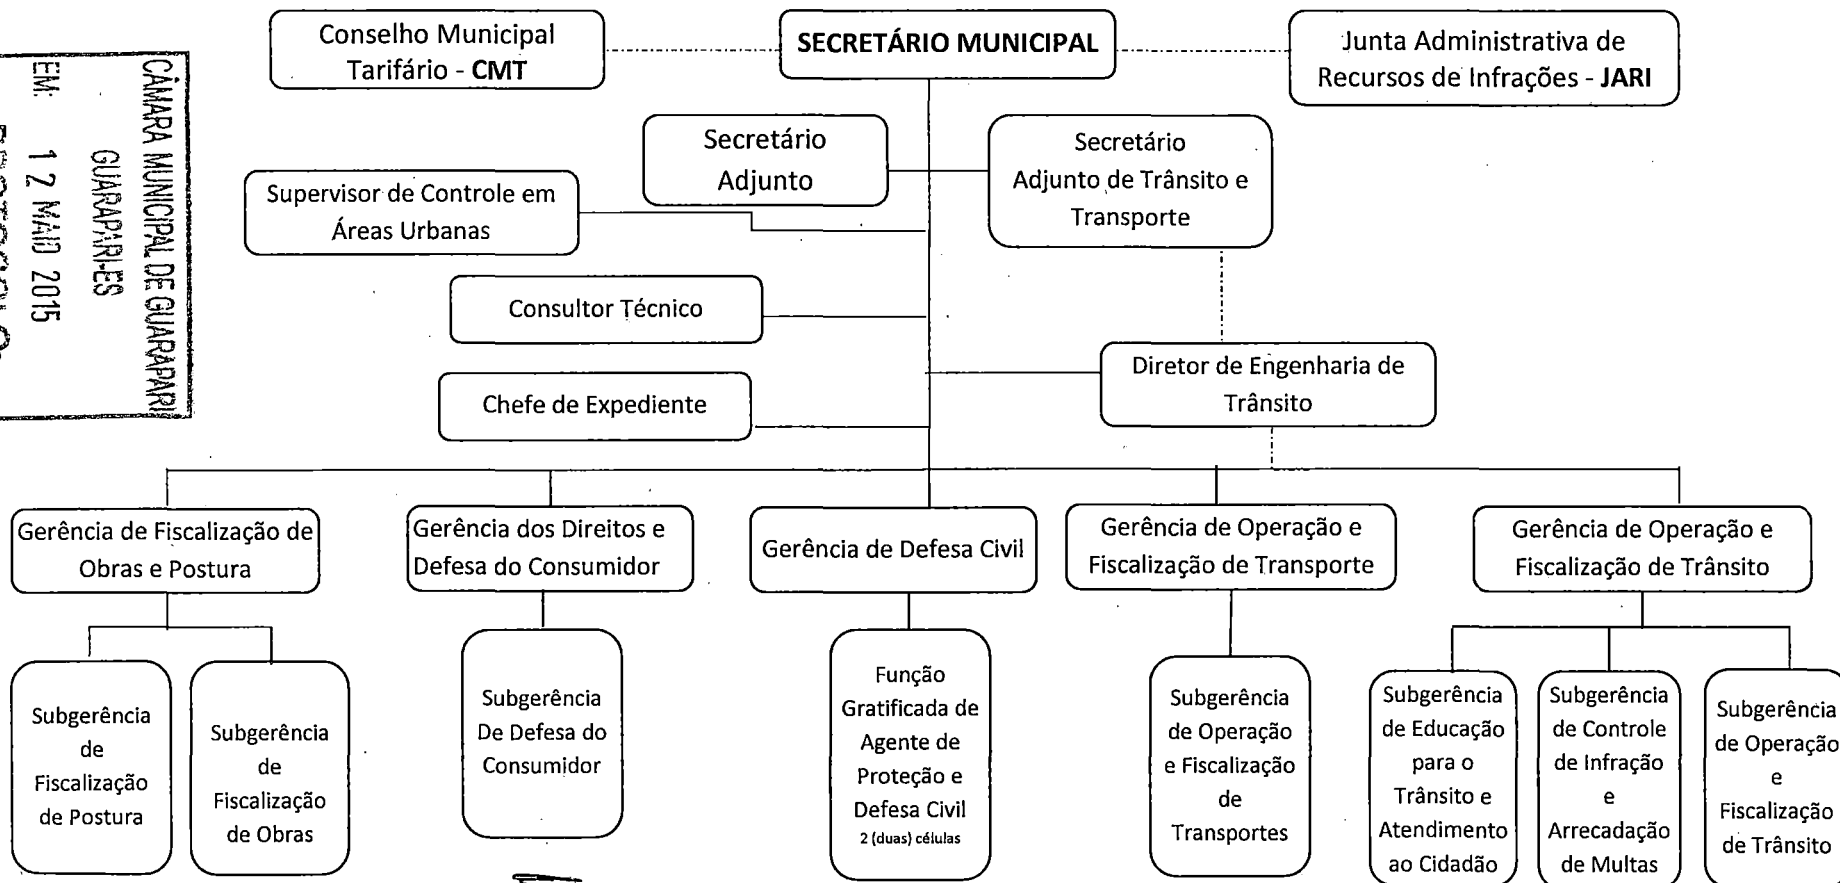 Conselho Municipal
Tarifário - CMT
SECRETÁRIO MUNICIPAL
Junta Administrativa de
Recursos de Infrações - JARI
CÂMARA MUNICIPAL DE GUARAPARI
GUARAPARI-ES
EM: 12 MAIO 2015
Secretário
Adjunto
Secretário
Adjunto de Trânsito e
Transporte
Supervisor de Controle em
Áreas Urbanas
Consultor Técnico
Diretor de Engenharia de
Trânsito
Chefe de Expediente
Gerência de Fiscalização de
Obras e Postura
Gerência dos Direitos e
Defesa do Consumidor
Gerência de Defesa Civil
Gerência de Operação e
Fiscalização de Transporte
Gerência de Operação e
Fiscalização de Trânsito
Subgerência
de
Fiscalização
de Postura
Subgerência
de
Fiscalização
de Obras
Subgerência
De Defesa do
Consumidor
Função
Gratificada de
Agente de
Proteção e
Defesa Civil
2 (duas) células
Subgerência
de Operação
e Fiscalização
de
Transportes
Subgerência
de Educação
para o
Trânsito e
Atendimento
ao Cidadão
Subgerência
de Controle
de Infração
e
Arrecadação
de Multas
Subgerência
de Operação
e
Fiscalização
de Trânsito